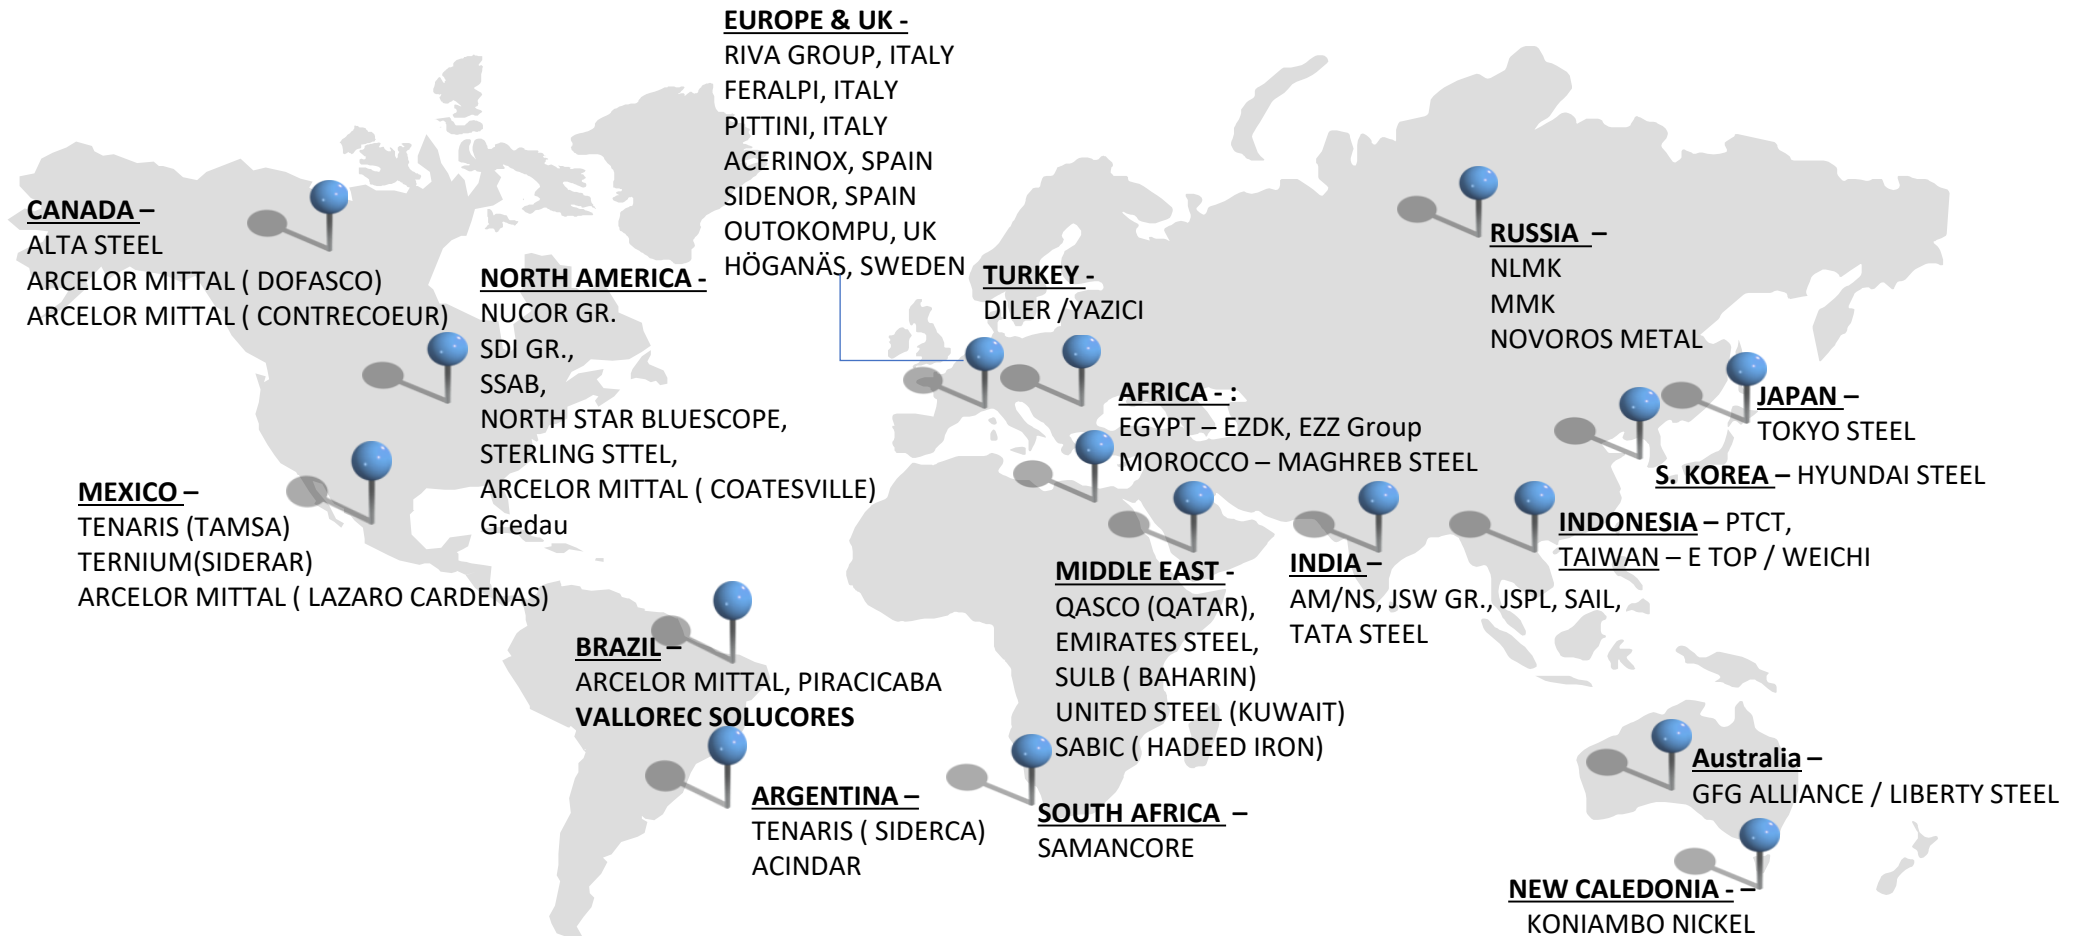 EUROPE & UK -
RIVA GROUP, ITALY
FERALPI, ITALY
PITTINI, ITALY
ACERINOX, SPAIN
SIDENOR, SPAIN
OUTOKOMPU, UK
HÖGANÄS, SWEDEN
CANADA –
ALTA STEEL
ARCELOR MITTAL ( DOFASCO)
ARCELOR MITTAL ( CONTRECOEUR)
NORTH AMERICA -
NUCOR GR.
SDI GR.,
SSAB,
NORTH STAR BLUESCOPE,
STERLING STTEL,
ARCELOR MITTAL ( COATESVILLE)
Gredau
TURKEY -
DILER /YAZICI
RUSSIA –
NLMK
MMK
NOVOROS METAL
AFRICA - :
EGYPT – EZDK, EZZ Group
MOROCCO – MAGHREB STEEL
JAPAN –
TOKYO STEEL
S. KOREA – HYUNDAI STEEL
MEXICO –
TENARIS (TAMSA)
TERNIUM(SIDERAR)
ARCELOR MITTAL ( LAZARO CARDENAS)
INDONESIA – PTCT,
TAIWAN – E TOP / WEICHI
MIDDLE EAST -
QASCO (QATAR),
EMIRATES STEEL,
SULB ( BAHARIN)
UNITED STEEL (KUWAIT)
SABIC ( HADEED IRON)
INDIA –
AM/NS, JSW GR., JSPL, SAIL,
TATA STEEL
BRAZIL –
ARCELOR MITTAL, PIRACICABA
VALLOREC SOLUCORES
ARGENTINA –
TENARIS ( SIDERCA)
ACINDAR
SOUTH AFRICA –
SAMANCORE
Australia –
GFG ALLIANCE / LIBERTY STEEL
NEW CALEDONIA - –
KONIAMBO NICKEL